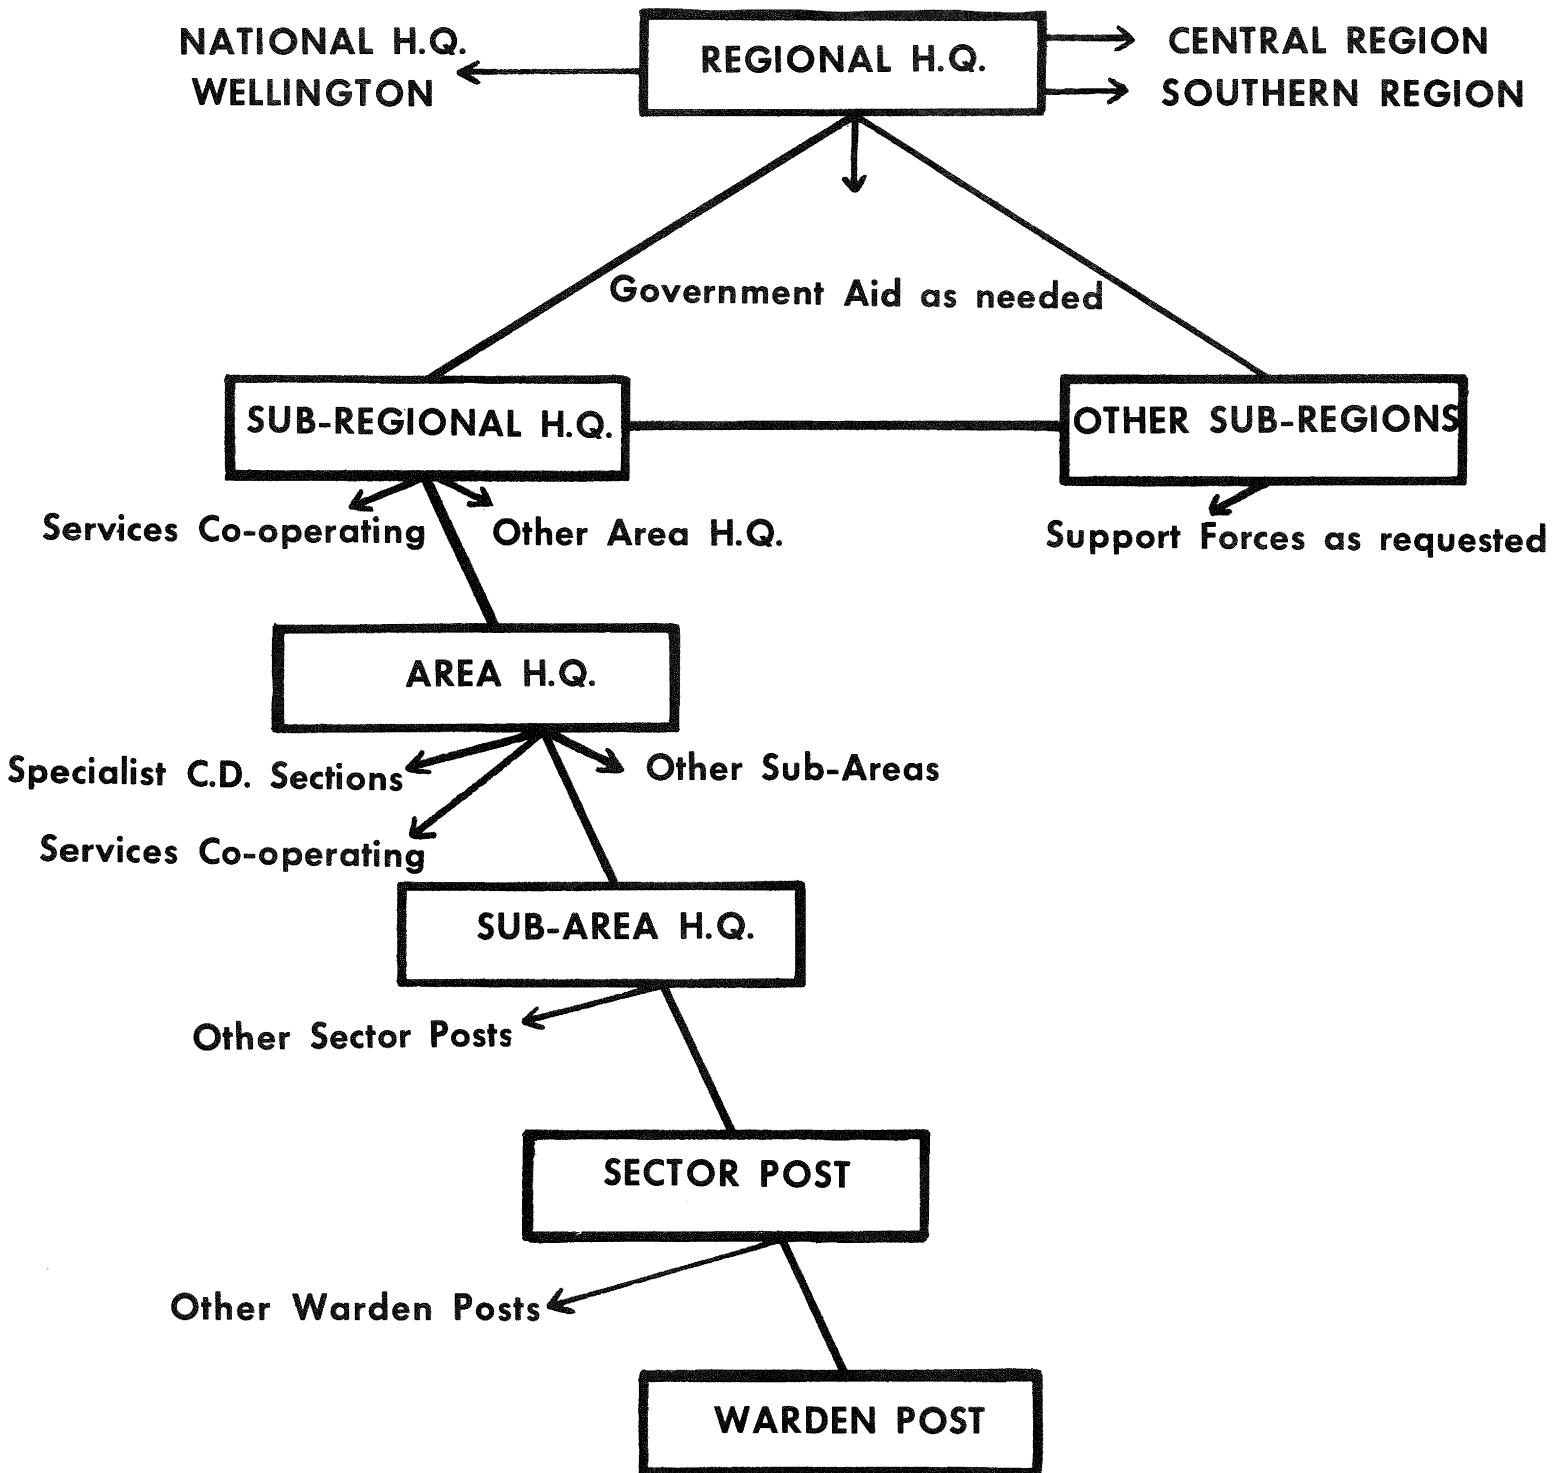 NATIONAL H.Q.
WELLINGTON
REGIONAL H.Q.
CENTRAL REGION
SOUTHERN REGION
Government Aid as needed
SUB-REGIONAL H.Q.
OTHER SUB-REGIONS
Services Co-operating
Other Area H.Q.
Support Forces as requested
AREA H.Q.
Specialist C.D. Sections
Other Sub-Areas
Services Co-operating
SUB-AREA H.Q.
Other Sector Posts
SECTOR POST
Other Warden Posts
WARDEN POST